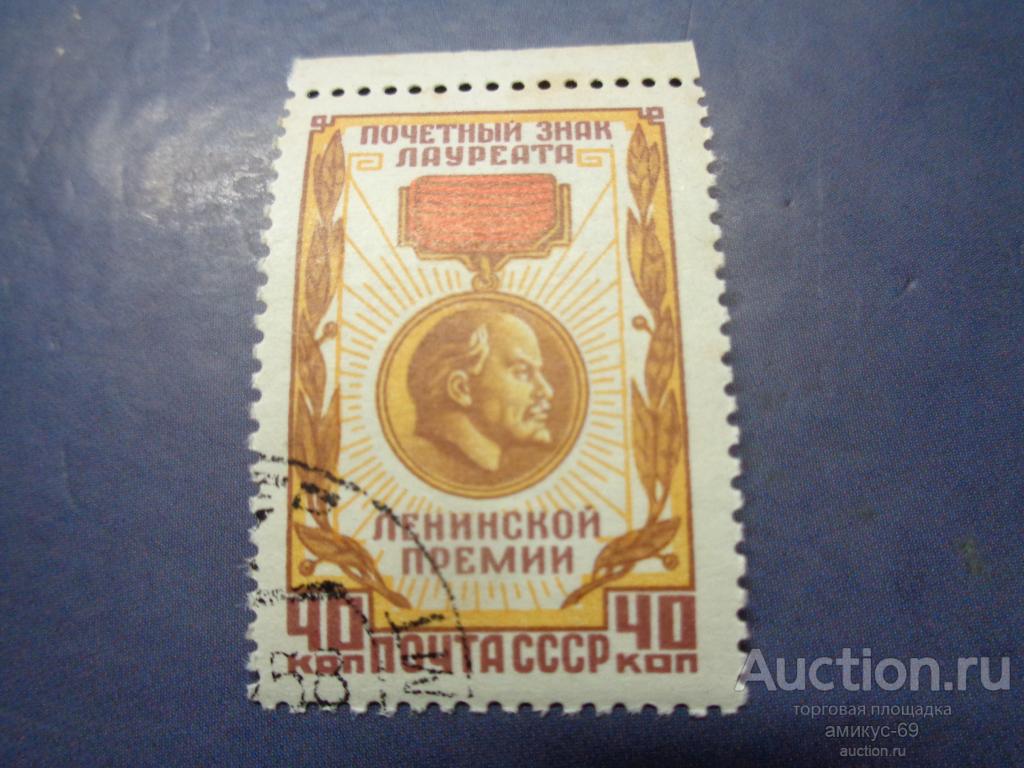 ПОЧЕТНЫЙ ЗНАК
ЛАУРЕАТА
ЛЕНИНСКОЙ
ПРЕМИИ
40 коп ПОЧТА СССР 40 коп
58
Auction.ru
торговая площадка
амикус-69
auction.ru